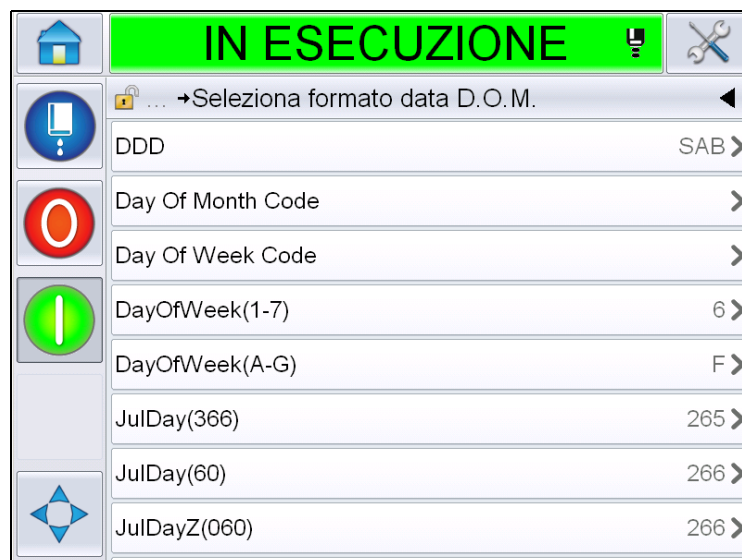 IN ESECUZIONE
... →Seleziona formato data D.O.M.
DDD SAB
Day Of Month Code
Day Of Week Code
DayOfWeek(1-7) 6
DayOfWeek(A-G) F
JulDay(366) 265
JulDay(60) 266
JulDayZ(060) 266